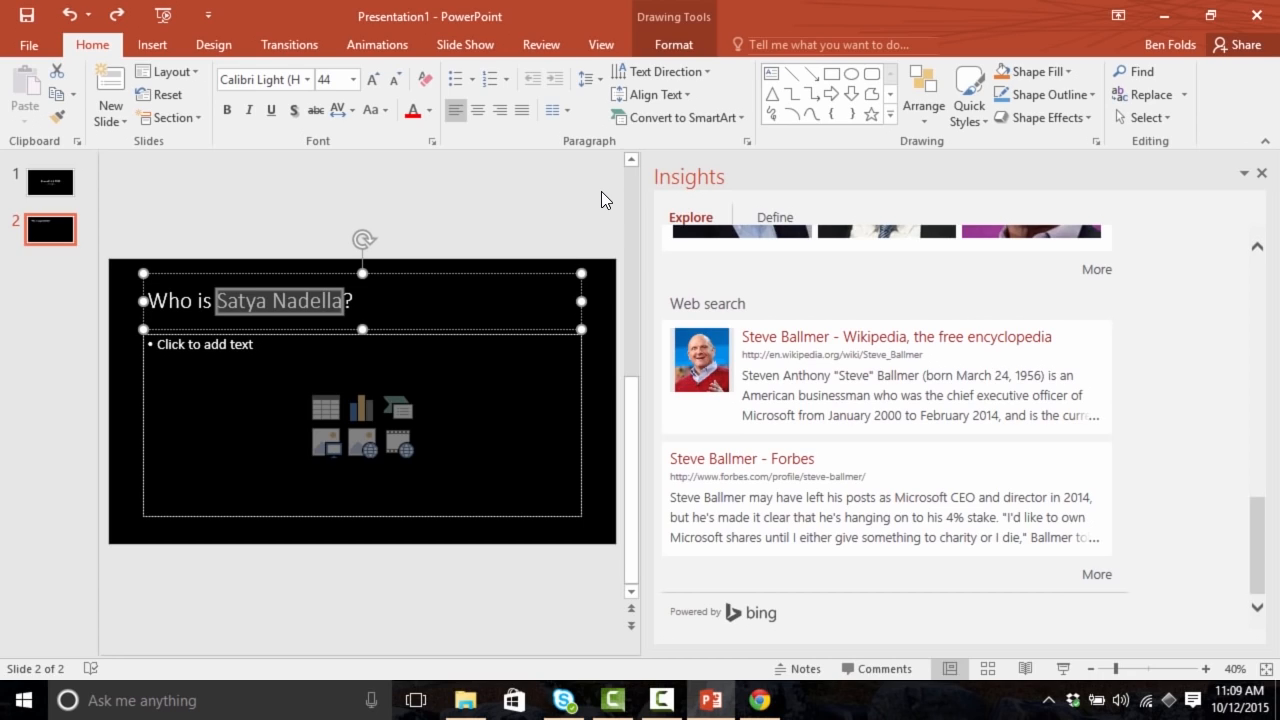 Presentation1 - PowerPoint
Drawing Tools
File
Home
Insert
Design
Transitions
Animations
Slide Show
Review
View
Format
Tell me what you want to do...
Ben Folds
Share
Paste
Clipboard
New
Slide
Layout
Reset
Section
Slides
Calibri Light (H
44
B I U S abc AV Aa A
Font
Text Direction
Align Text
Convert to SmartArt
Paragraph
Arrange
Quick
Styles
Shape Fill
Shape Outline
Shape Effects
Drawing
Find
Replace
Select
Editing
1
2
Who is Satya Nadella?
• Click to add text
Insights
Explore
Define
More
Web search
Steve Ballmer - Wikipedia, the free encyclopedia
http://en.wikipedia.org/wiki/Steve_Ballmer
Steven Anthony "Steve" Ballmer (born March 24, 1956) is an
American businessman who was the chief executive officer of
Microsoft from January 2000 to February 2014, and is the curr...
Steve Ballmer - Forbes
http://www.forbes.com/profile/steve-ballmer/
Steve Ballmer may have left his posts as Microsoft CEO and director in 2014,
but he's made it clear that he's hanging on to his 4% stake. "I'd like to own
Microsoft shares until I either give something to charity or I die," Ballmer to...
More
Powered by bing
Slide 2 of 2
Notes
Comments
40%
Ask me anything
11:09 AM
10/12/2015